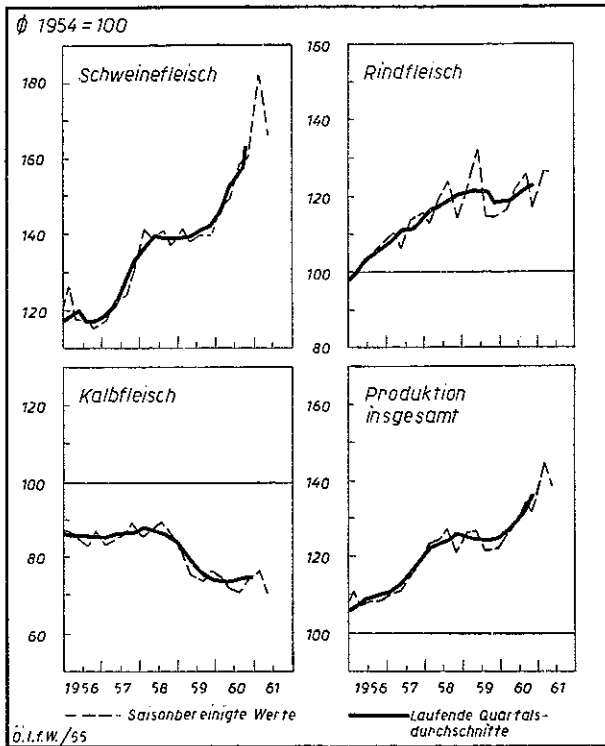 ϕ 1954 = 100
Schweinefleisch
180
160
140
120
Rindfleisch
160
140
120
100
80
Kalbfleisch
120
100
80
60
Produktion
insgesamt
160
140
120
100
1956 57 58 59 60 61
1956 57 58 59 60 61
Saisonbereinigte Werte
Laufende Quartals-
durchschnitte
Ö.I.f.W./55